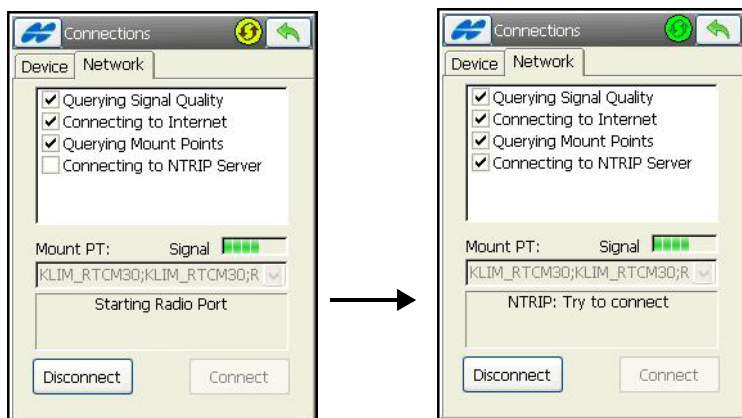 Connections
Device Network
Querying Signal Quality
Connecting to Internet
Querying Mount Points
Connecting to NTRIP Server
Mount PT: Signal
KLIM_RTCM30;KLIM_RTCM30;R
Starting Radio Port
Disconnect Connect
Connections
Device Network
Querying Signal Quality
Connecting to Internet
Querying Mount Points
Connecting to NTRIP Server
Mount PT: Signal
KLIM_RTCM30;KLIM_RTCM30;R
NTRIP: Try to connect
Disconnect Connect